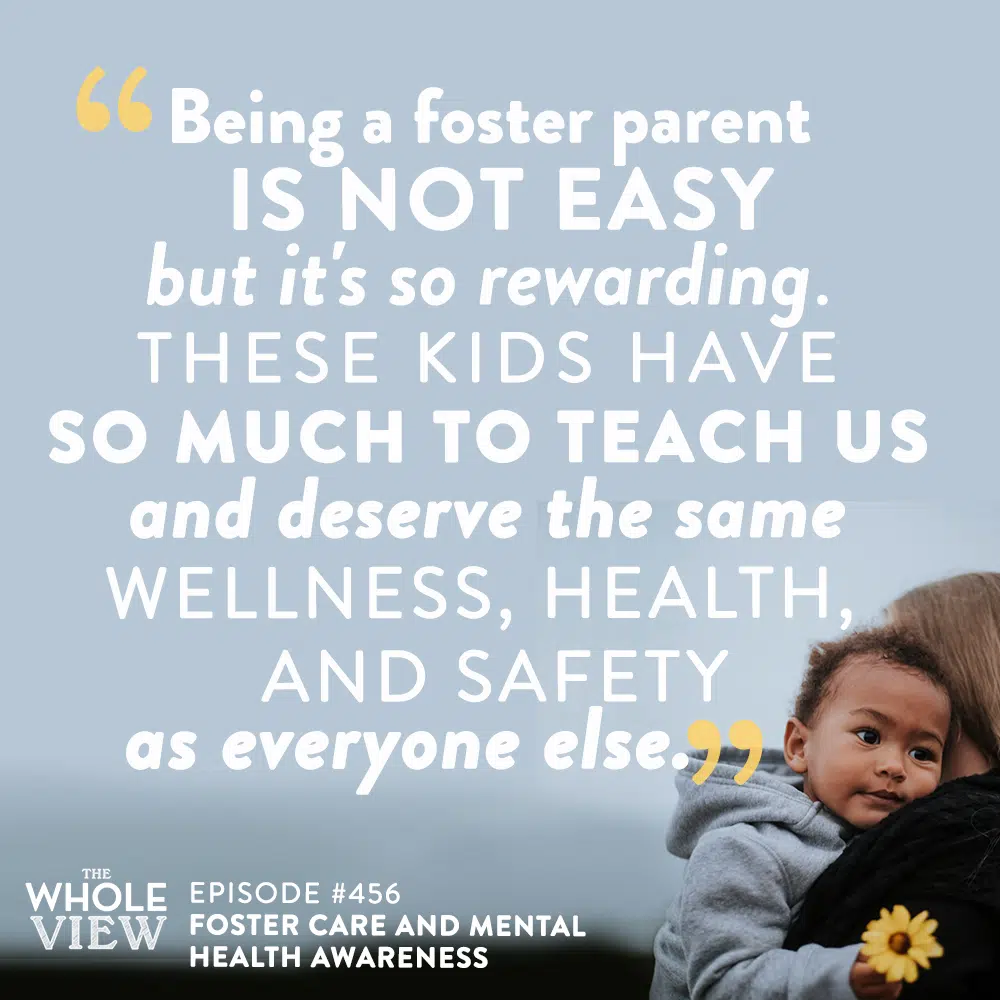 “Being a foster parent
IS NOT EASY
but it's so rewarding.
THESE KIDS HAVE
SO MUCH TO TEACH US
and deserve the same
WELLNESS, HEALTH,
AND SAFETY
as everyone else.”
THE
WHOLE
VIEW
EPISODE #456
FOSTER CARE AND MENTAL
HEALTH AWARENESS